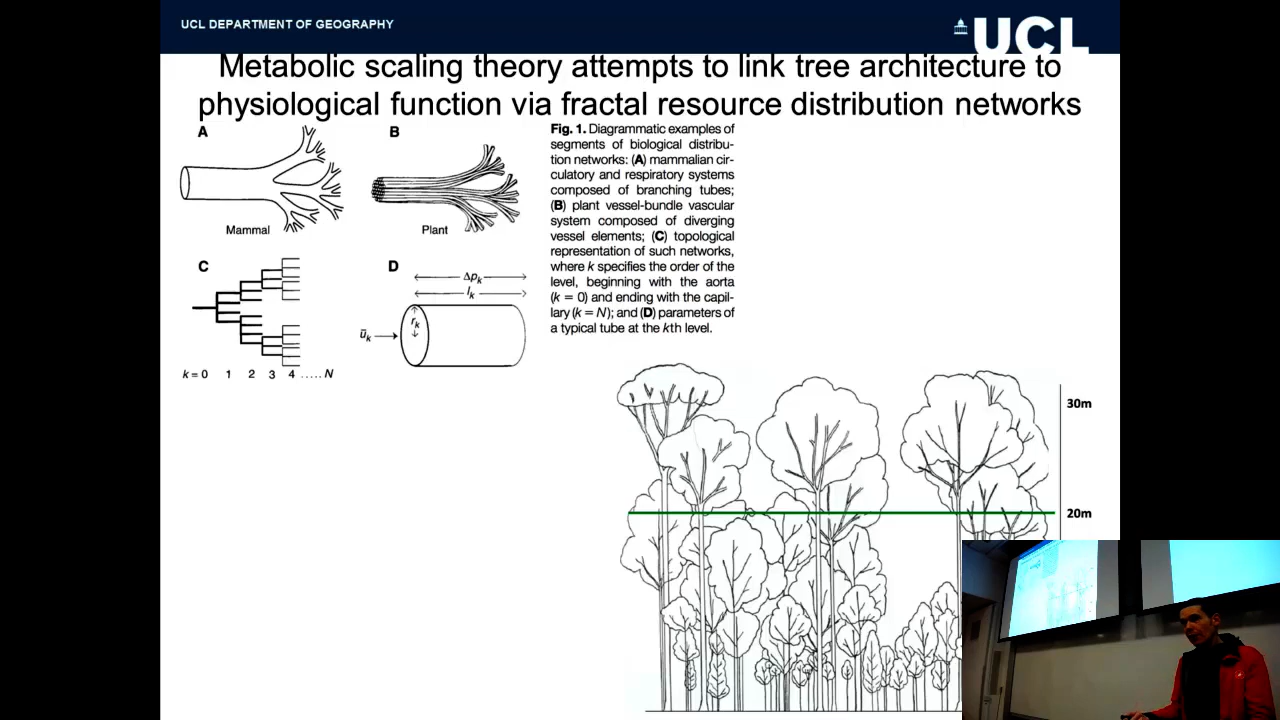 UCL DEPARTMENT OF GEOGRAPHY
UCL
Metabolic scaling theory attempts to link tree architecture to
physiological function via fractal resource distribution networks
A
B
Mammal
Plant
C
D
Δpₖ
lₖ
rₖ
ūₖ
k = 0 1 2 3 4 ..... N
Fig. 1. Diagrammatic examples of
segments of biological distribu-
tion networks: (A) mammalian cir-
culatory and respiratory systems
composed of branching tubes;
(B) plant vessel-bundle vascular
system composed of diverging
vessel elements; (C) topological
representation of such networks,
where k specifies the order of the
level, beginning with the aorta
(k = 0) and ending with the capil-
lary (k = N); and (D) parameters of
a typical tube at the kth level.
30m
20m